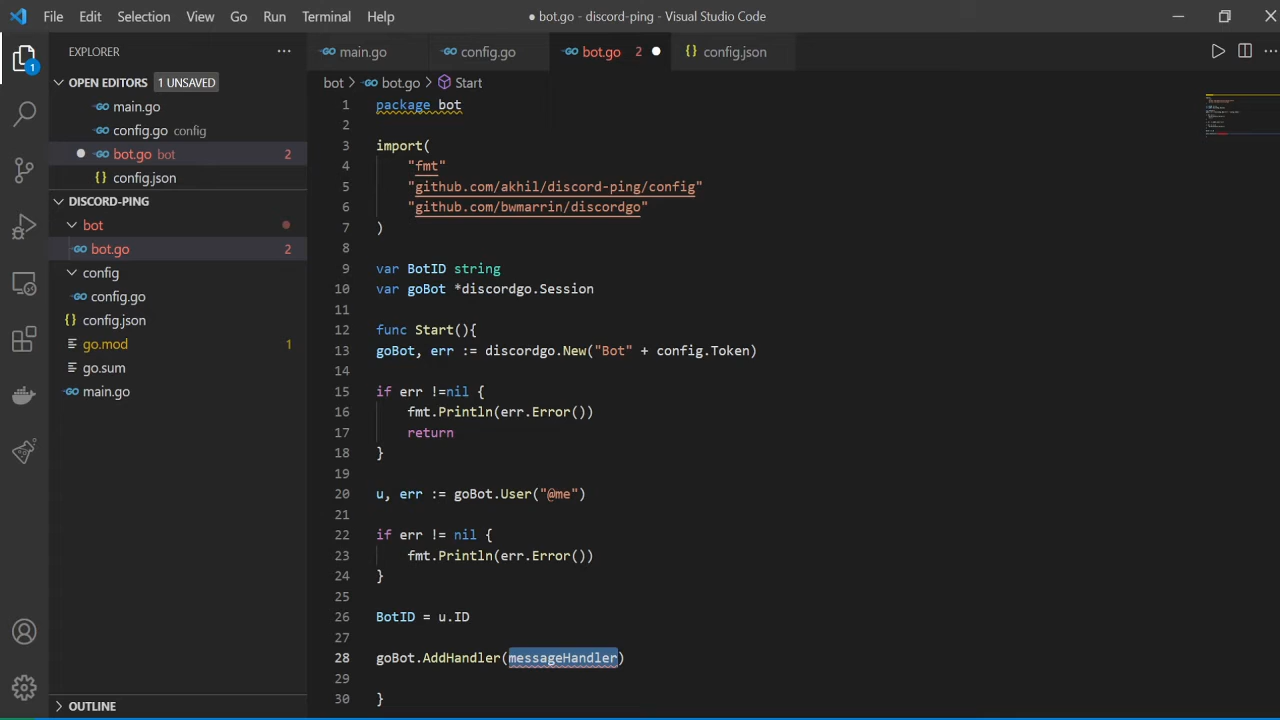 File Edit Selection View Go Run Terminal Help
● bot.go - discord-ping - Visual Studio Code
EXPLORER
main.go
config.go
bot.go 2
{} config.json
OPEN EDITORS 1 UNSAVED
main.go
config.go config
bot.go bot 2
{} config.json
DISCORD-PING
bot
bot.go 2
config
config.go
{} config.json
go.mod 1
go.sum
main.go
OUTLINE
1
bot > bot.go > Start
1 package bot
2
3 import(
4 "fmt"
5 "github.com/akhil/discord-ping/config"
6 "github.com/bwmarrin/discordgo"
7 )
8
9 var BotID string
10 var goBot *discordgo.Session
11
12 func Start(){
13 goBot, err := discordgo.New("Bot" + config.Token)
14
15 if err !=nil {
16 fmt.Println(err.Error())
17 return
18 }
19
20 u, err := goBot.User("@me")
21
22 if err != nil {
23 fmt.Println(err.Error())
24 }
25
26 BotID = u.ID
27
28 goBot.AddHandler(messageHandler)
29
30 }